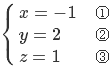 x = −1 ①
y = 2 ②
z = 1 ③